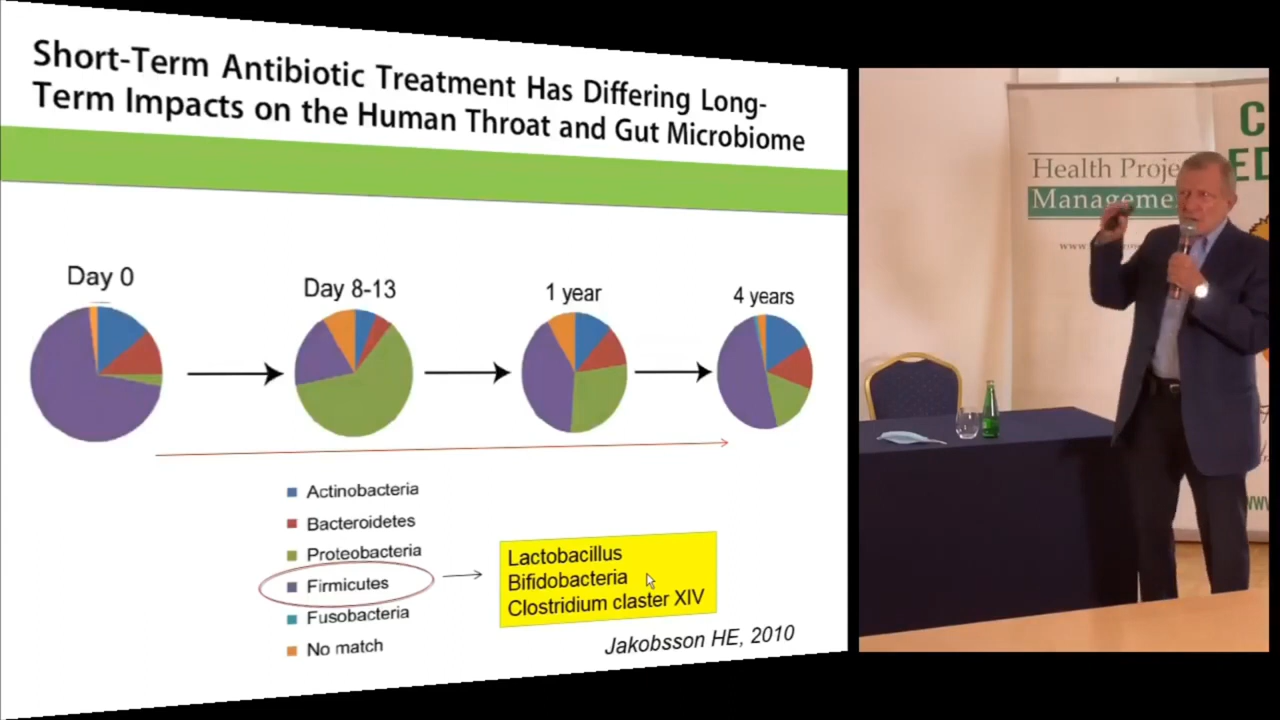 Short-Term Antibiotic Treatment Has Differing Long-
Term Impacts on the Human Throat and Gut Microbiome
Day 0
Day 8-13
1 year
4 years
Actinobacteria
Bacteroidetes
Proteobacteria
Firmicutes
Fusobacteria
No match
Lactobacillus
Bifidobacteria
Clostridium claster XIV
Jakobsson HE, 2010
Health Proje
Manageme
C
ED